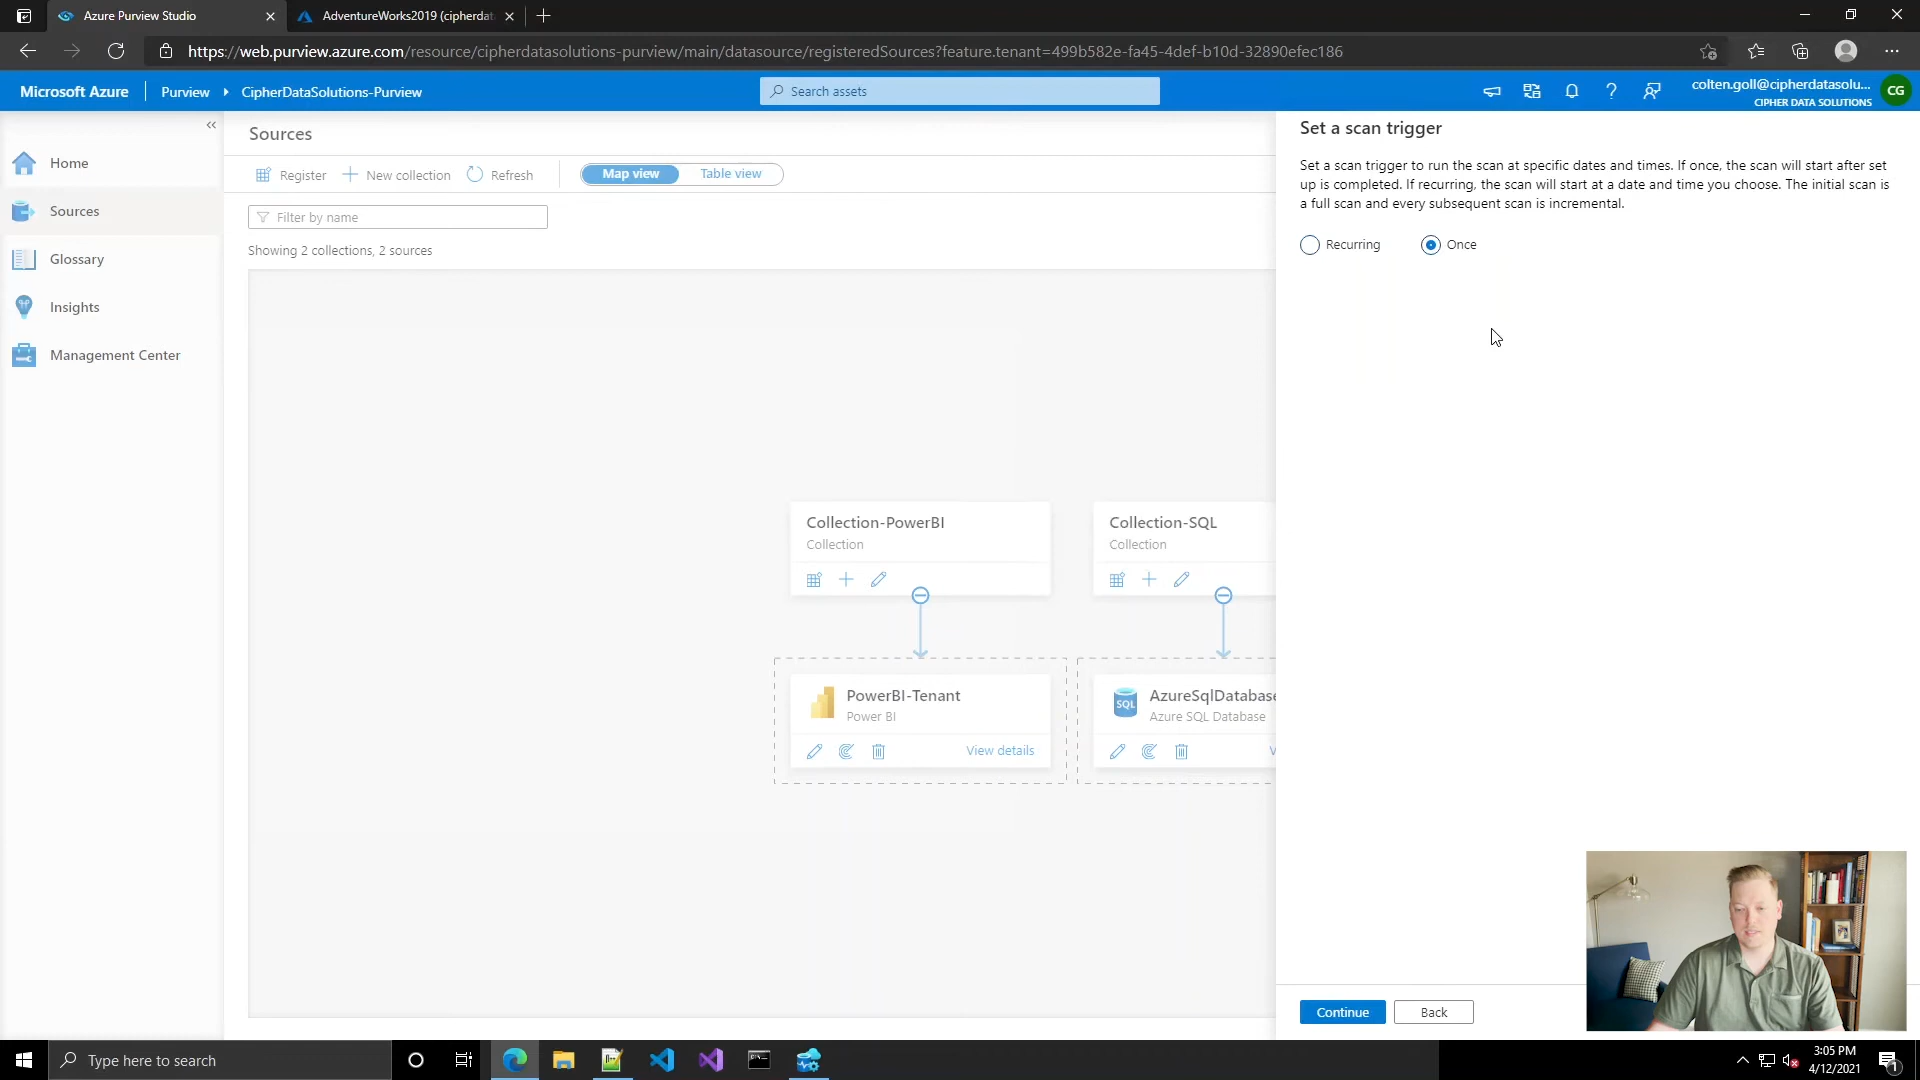 Azure Purview Studio
AdventureWorks2019 (cipherdat
https://web.purview.azure.com/resource/cipherdatasolutions-purview/main/datasource/registeredSources?feature.tenant=499b582e-fa45-4def-b10d-32890efec186
Microsoft Azure
Purview
CipherDataSolutions-Purview
Search assets
colten.goll@cipherdatasolu...
CIPHER DATA SOLUTIONS
CG
Home
Sources
Glossary
Insights
Management Center
Sources
Register
New collection
Refresh
Map view
Table view
Filter by name
Showing 2 collections, 2 sources
Collection-PowerBI
Collection
Collection-SQL
Collection
PowerBI-Tenant
Power BI
View details
SQL
AzureSqlDatabase
Azure SQL Database
V
Set a scan trigger
Set a scan trigger to run the scan at specific dates and times. If once, the scan will start after set
up is completed. If recurring, the scan will start at a date and time you choose. The initial scan is
a full scan and every subsequent scan is incremental.
Recurring
Once
Continue
Back
Type here to search
3:05 PM
4/12/2021
1